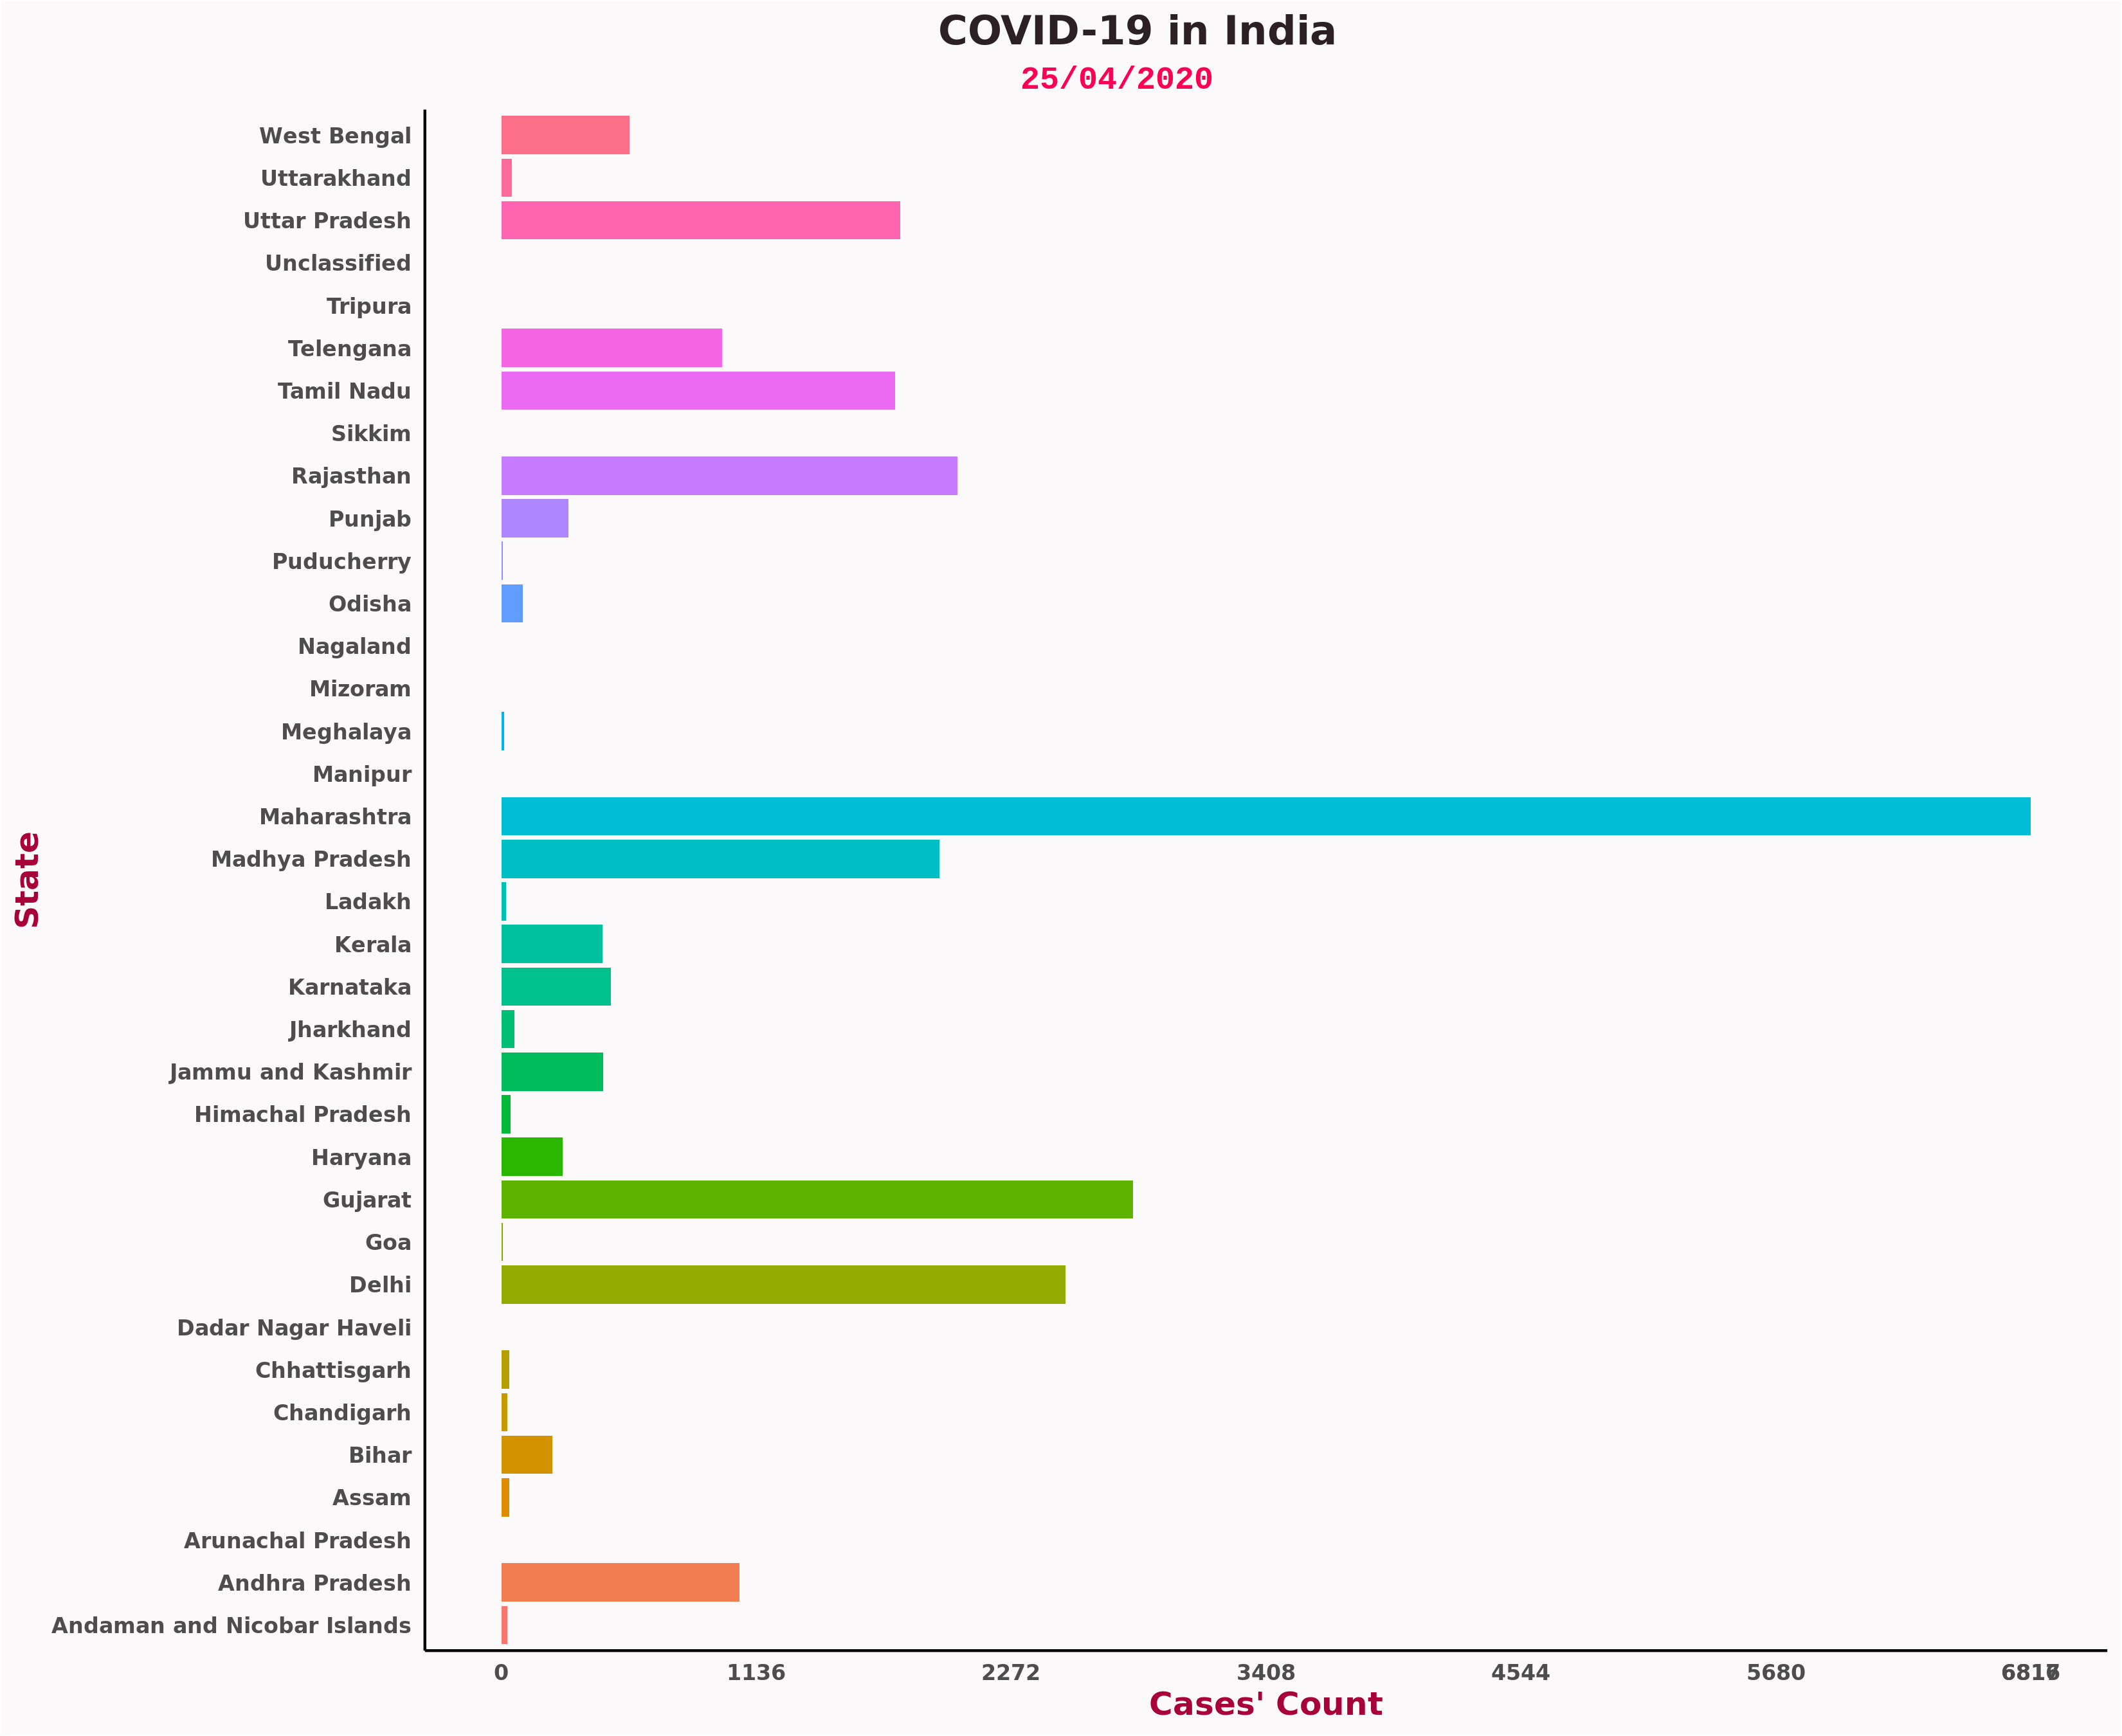 COVID-19 in India
25/04/2020
West Bengal
Uttarakhand
Uttar Pradesh
Unclassified
Tripura
Telengana
Tamil Nadu
Sikkim
Rajasthan
Punjab
Puducherry
Odisha
Nagaland
Mizoram
Meghalaya
Manipur
Maharashtra
Madhya Pradesh
Ladakh
Kerala
Karnataka
Jharkhand
Jammu and Kashmir
Himachal Pradesh
Haryana
Gujarat
Goa
Delhi
Dadar Nagar Haveli
Chhattisgarh
Chandigarh
Bihar
Assam
Arunachal Pradesh
Andhra Pradesh
Andaman and Nicobar Islands
State
0 1136 2272 3408 4544 5680
Cases' Count